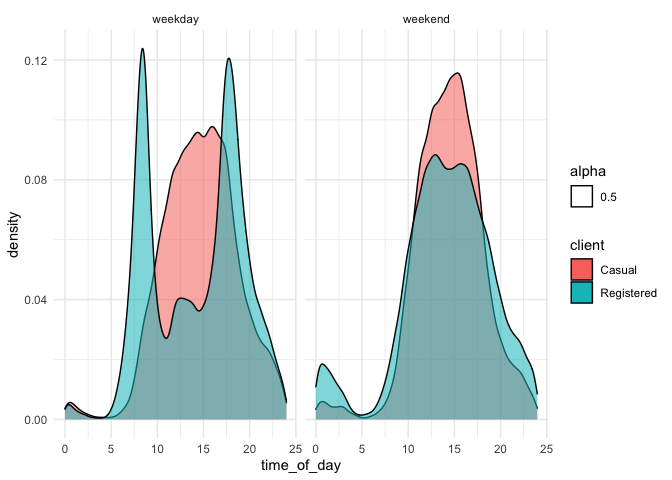 weekday weekend
0.12
0.08
0.04
0.00
density
0 5 10 15 20 25 0 5 10 15 20 25
time_of_day
alpha
0.5
client
Casual
Registered